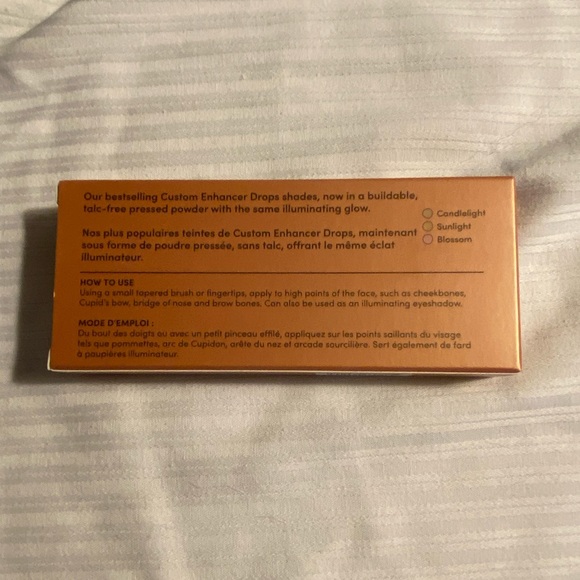 Our bestselling Custom Enhancer Drops shades, now in a buildable,
talc-free pressed powder with the same illuminating glow.
Nos plus populaires teintes de Custom Enhancer Drops, maintenant
sous forme de poudre pressée, sans talc, offrant le même éclat
illuminateur.
Candlelight
Sunlight
Blossom
HOW TO USE
Using a small tapered brush or fingertips, apply to high points of the face, such as cheekbones,
Cupid's bow, bridge of nose and brow bones. Can also be used as an illuminating eyeshadow.
MODE D'EMPLOI :
Du bout des doigts ou avec un petit pinceau effilé, appliquez sur les points saillants du visage
tels que pommettes, arc de Cupidon, arête du nez et arcade sourcilière. Sert également de fard
à paupières illuminateur.